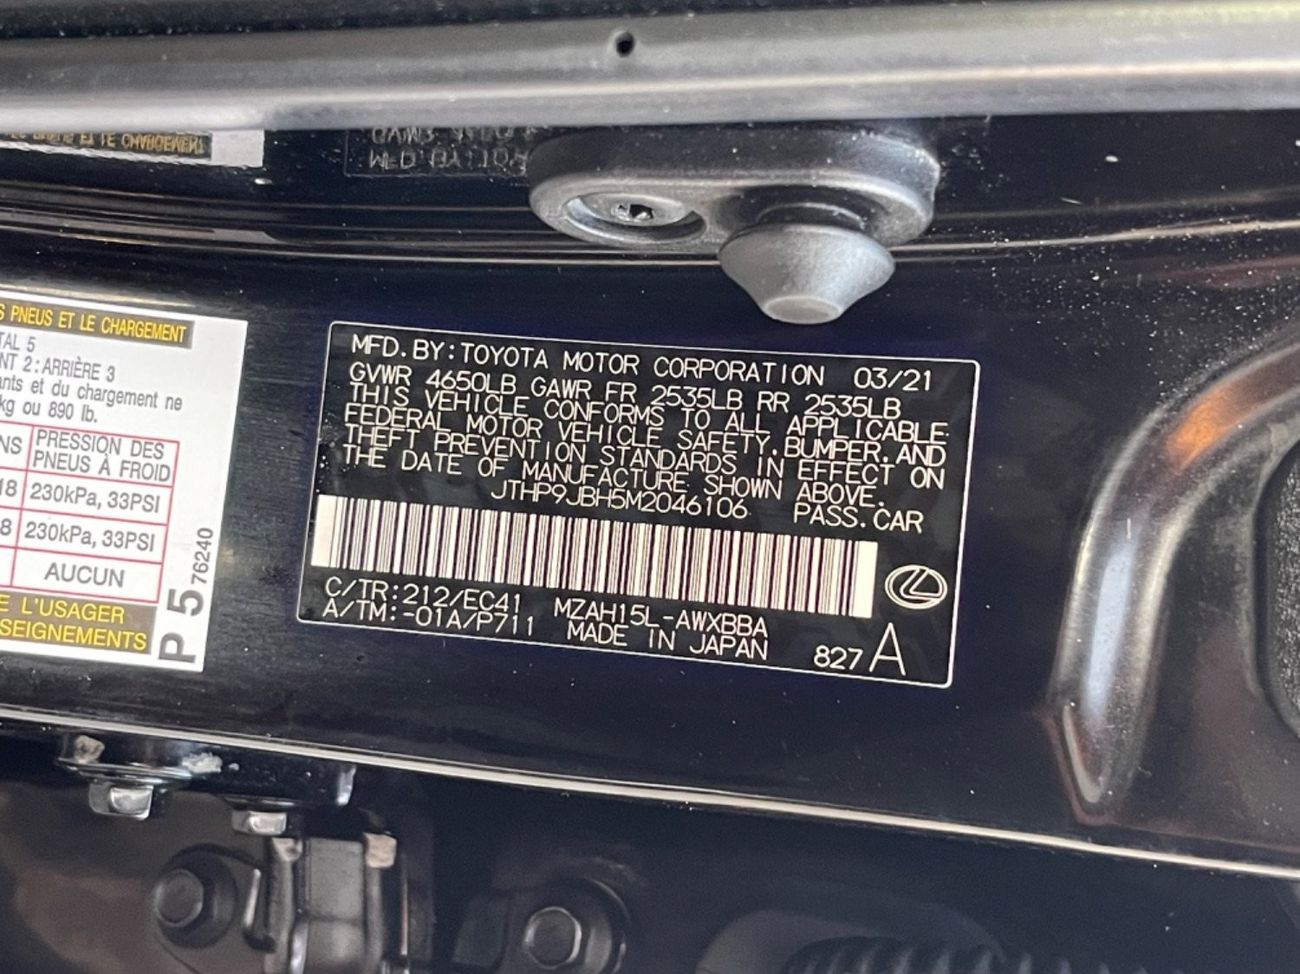 S PNEUS ET LE CHARGEMENT
TAL 5
NT 2:ARRIÈRE 3
ants et du chargement ne
kg ou 890 lb.
NS PRESSION DES
PNEUS À FROID
18 230kPa, 33PSI
8 230kPa, 33PSI
AUCUN
E L'USAGER
SEIGNEMENTS
P 5 76240
MFD.BY:TOYOTA MOTOR CORPORATION 03/21
GVWR 4650LB GAWR FR 2535LB RR 2535LB
THIS VEHICLE CONFORMS TO ALL APPLICABLE
FEDERAL MOTOR VEHICLE SAFETY,BUMPER,AND
THEFT PREVENTION STANDARDS IN EFFECT ON
THE DATE OF MANUFACTURE SHOWN ABOVE.
JTHP9JBH5M2046106 PASS.CAR
C/TR:212/EC41 MZAH15L-AWXBBA
A/TM:-01A/P711 MADE IN JAPAN
827 A